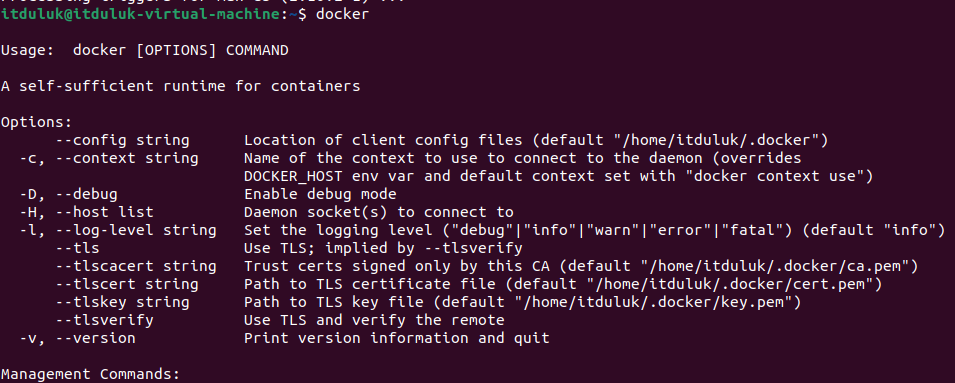 itduluk@itduluk-virtual-machine:~$ docker
Usage:  docker [OPTIONS] COMMAND
A self-sufficient runtime for containers
Options:
      --config string      Location of client config files (default "/home/itduluk/.docker")
  -c, --context string     Name of the context to use to connect to the daemon (overrides
                           DOCKER_HOST env var and default context set with "docker context use")
  -D, --debug              Enable debug mode
  -H, --host list          Daemon socket(s) to connect to
  -l, --log-level string   Set the logging level ("debug"|"info"|"warn"|"error"|"fatal") (default "info")
      --tls                Use TLS; implied by --tlsverify
      --tlscacert string   Trust certs signed only by this CA (default "/home/itduluk/.docker/ca.pem")
      --tlscert string     Path to TLS certificate file (default "/home/itduluk/.docker/cert.pem")
      --tlskey string      Path to TLS key file (default "/home/itduluk/.docker/key.pem")
      --tlsverify          Use TLS and verify the remote
  -v, --version            Print version information and quit
Management Commands: